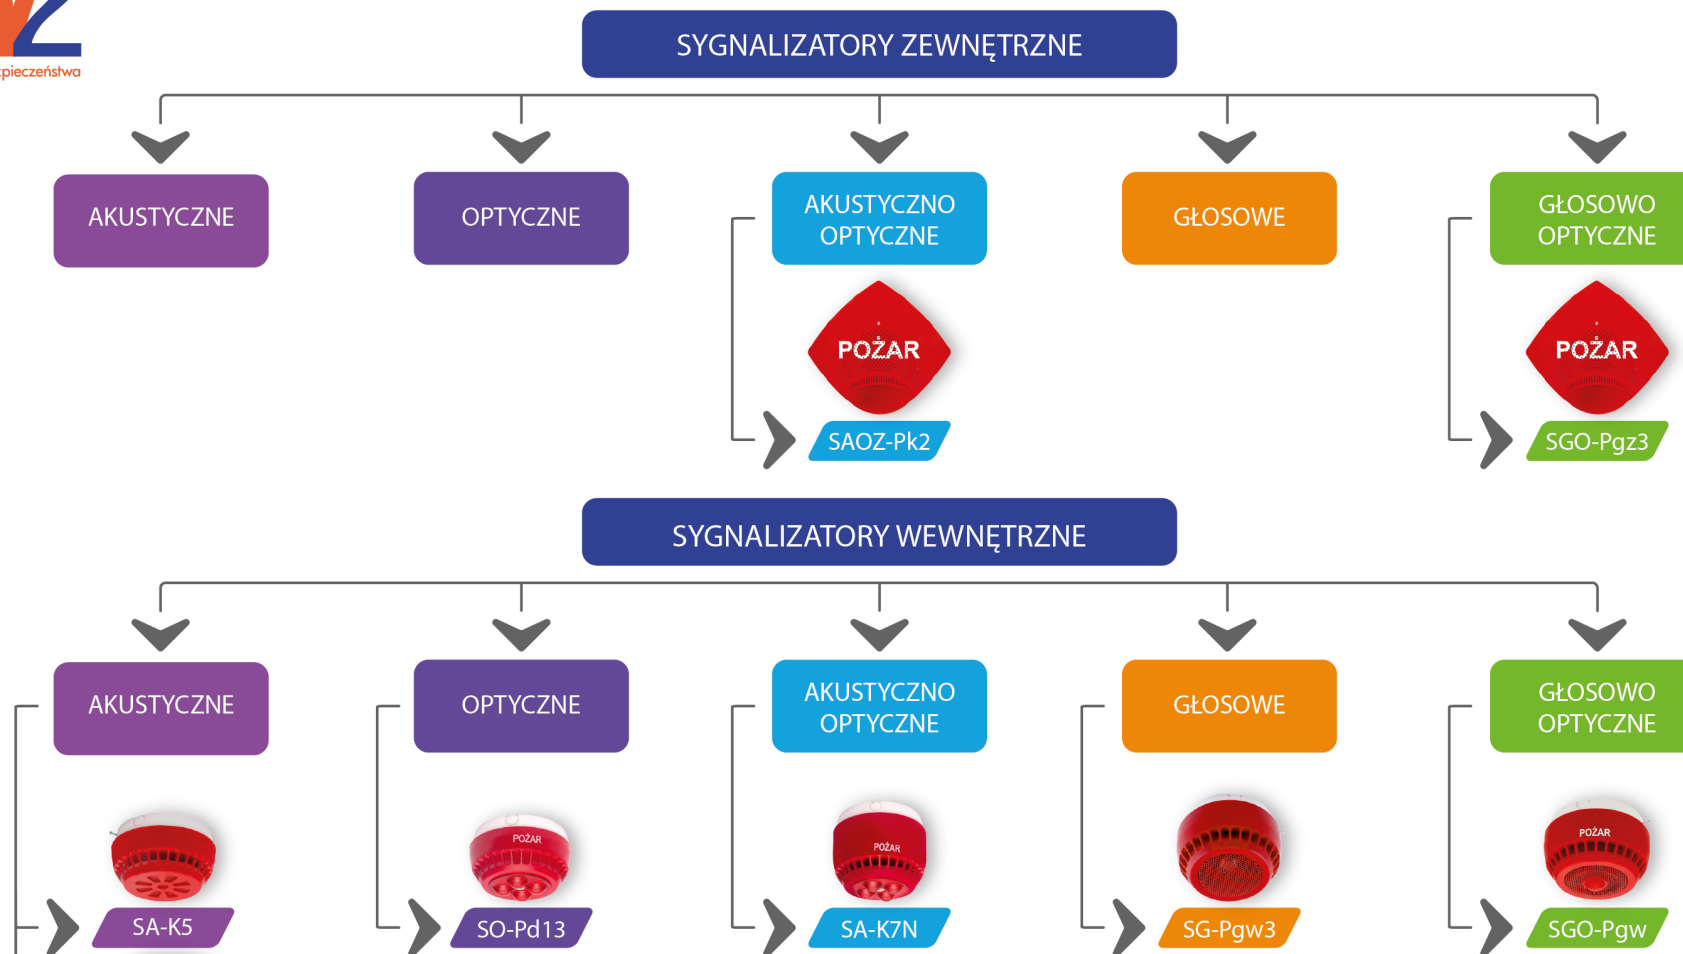 zpieczeństwa
SYGNALIZATORY ZEWNĘTRZNE
AKUSTYCZNE
OPTYCZNE
AKUSTYCZNO
OPTYCZNE
GŁOSOWE
GŁOSOWO
OPTYCZNE
POŻAR
POŻAR
SAOZ-Pk2
SGO-Pgz3
SYGNALIZATORY WEWNĘTRZNE
AKUSTYCZNE
OPTYCZNE
AKUSTYCZNO
OPTYCZNE
GŁOSOWE
GŁOSOWO
OPTYCZNE
POŻAR
POŻAR
POŻAR
SA-K5
SO-Pd13
SA-K7N
SG-Pgw3
SGO-Pgw